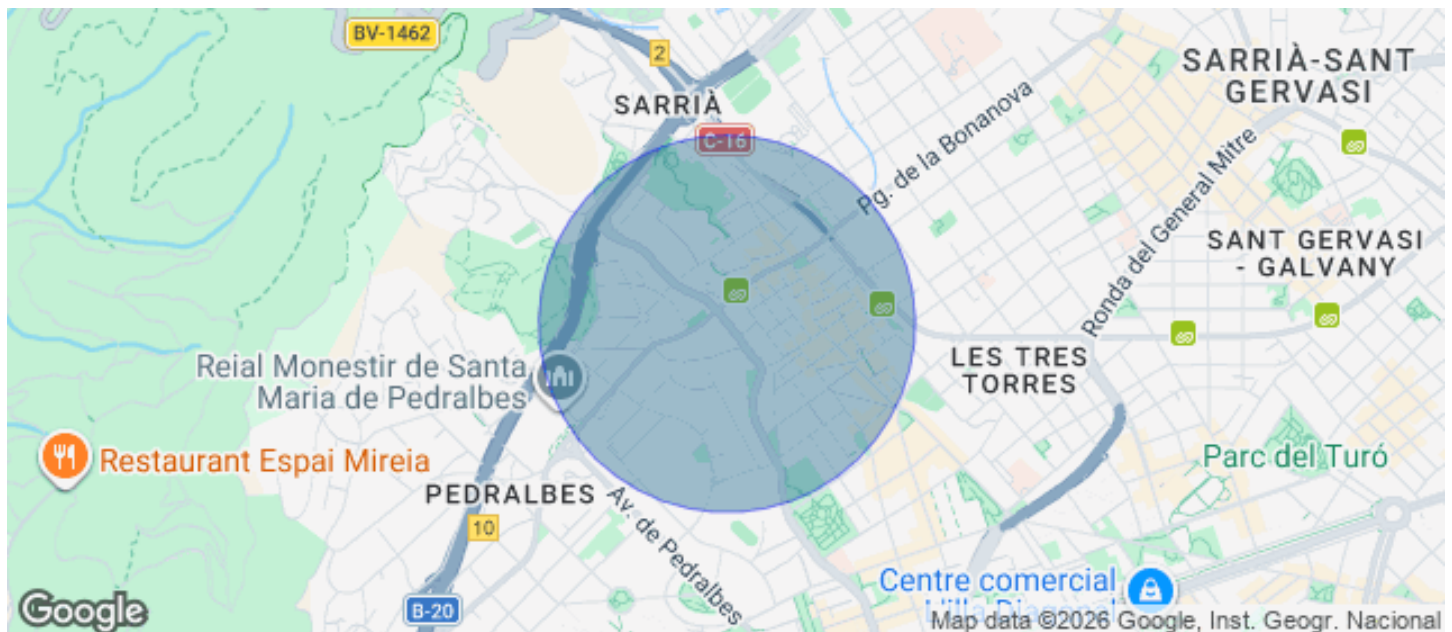 BV-1462
2
SARRIÀ
C-16
Pg. de la Bonanova
SARRIÀ-SANT
GERVASI
Ronda del General Mitre
SANT GERVASI
- GALVANY
Reial Monestir de Santa
Maria de Pedralbes
LES TRES
TORRES
Restaurant Espai Mireia
Parc del Turó
PEDRALBES
10
Av. de Pedralbes
B-20
Centre comercial
L'illa Diagonal
Google
Map data ©2026 Google, Inst. Geogr. Nacional